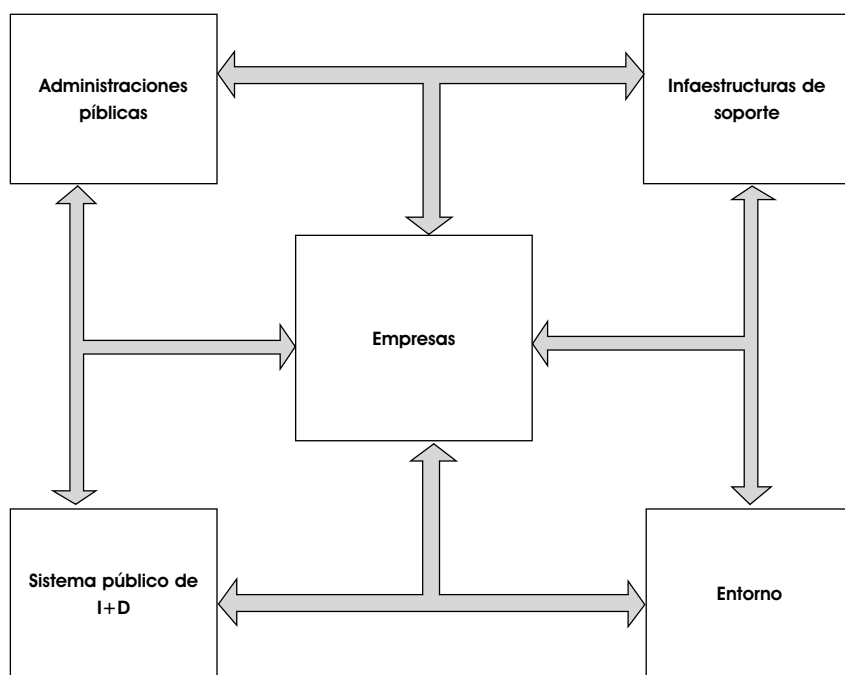 Administraciones
píblicas
Infaestructuras de
soporte
Empresas
Sistema público de
I+D
Entorno